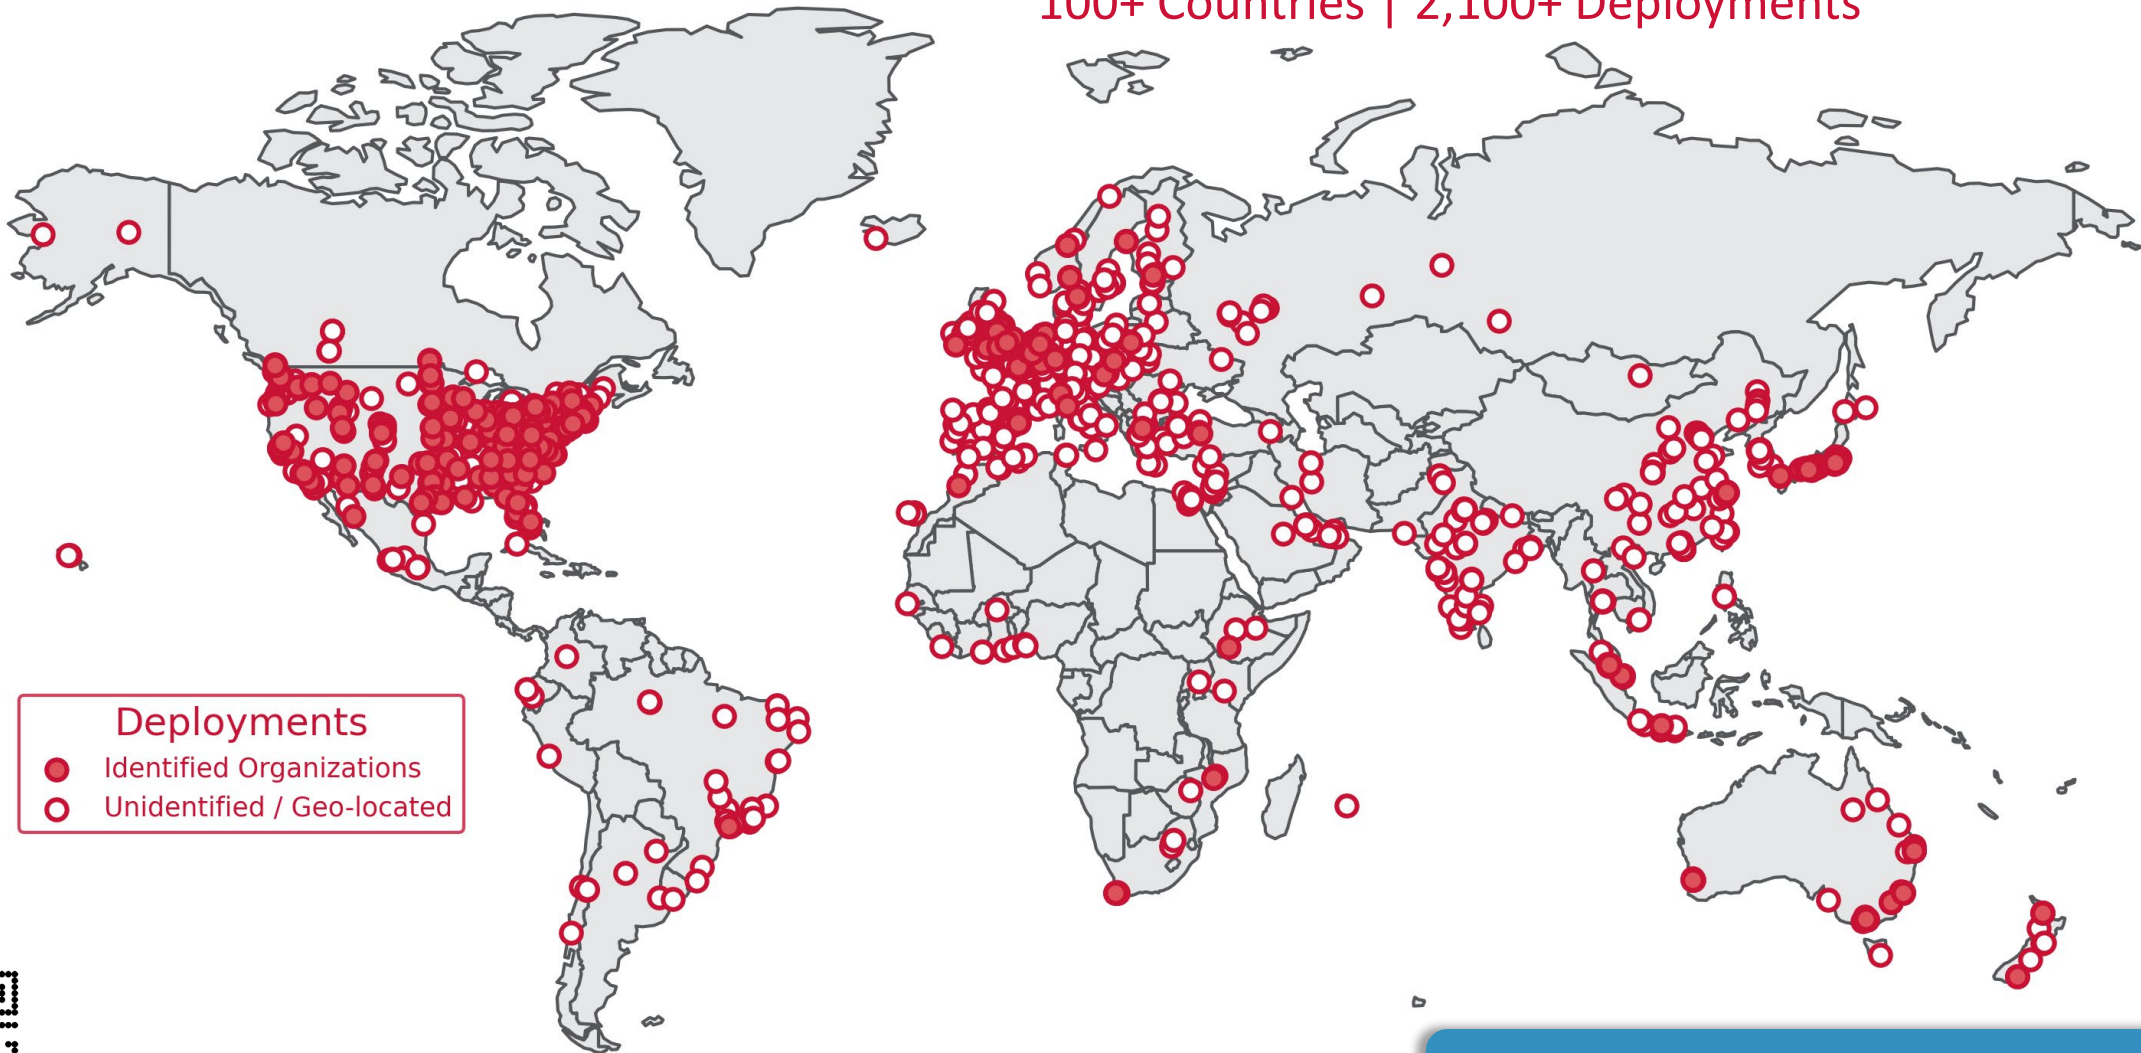 100+ Countries | 2,100+ Deployments
Deployments
Identified Organizations
Unidentified / Geo-located